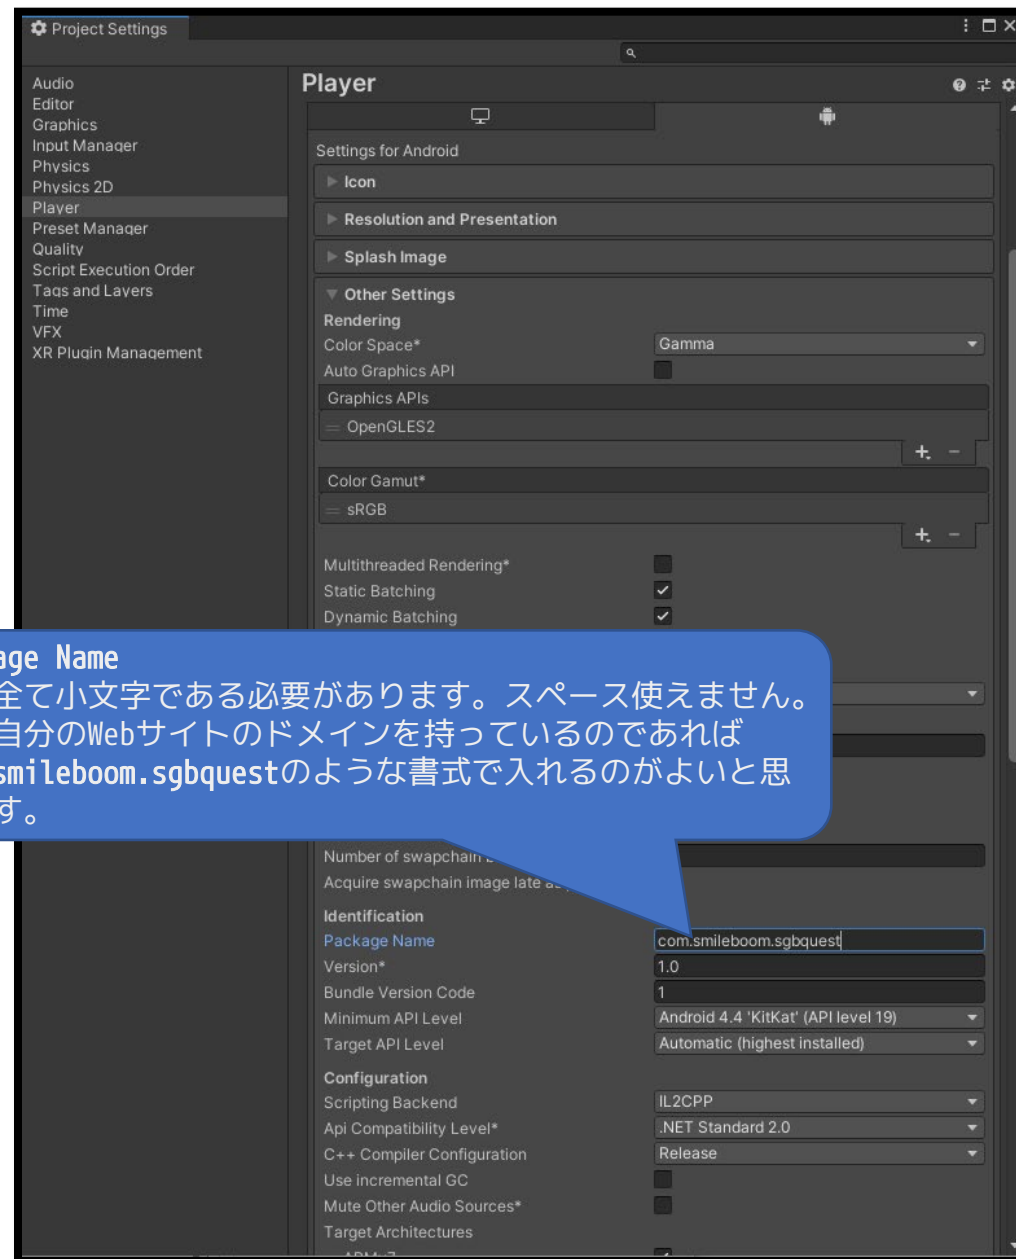 Project Settings
Audio
Editor
Graphics
Input Manager
Physics
Physics 2D
Player
Preset Manager
Quality
Script Execution Order
Tags and Layers
Time
VFX
XR Plugin Management
Player
Settings for Android
Icon
Resolution and Presentation
Splash Image
Other Settings
Rendering
Color Space* Gamma
Auto Graphics API
Graphics APIs
OpenGLES2
Color Gamut*
sRGB
Multithreaded Rendering*
Static Batching
Dynamic Batching
age Name
全て小文字である必要があります。スペース使えません。
自分のWebサイトのドメインを持っているのであれば
smileboom.sgbquestのような書式で入れるのがよいと思
す。
Number of swapchain
Acquire swapchain image late
Identification
Package Name com.smileboom.sgbquest
Version* 1.0
Bundle Version Code 1
Minimum API Level Android 4.4 'KitKat' (API level 19)
Target API Level Automatic (highest installed)
Configuration
Scripting Backend IL2CPP
Api Compatibility Level* .NET Standard 2.0
C++ Compiler Configuration Release
Use incremental GC
Mute Other Audio Sources*
Target Architectures